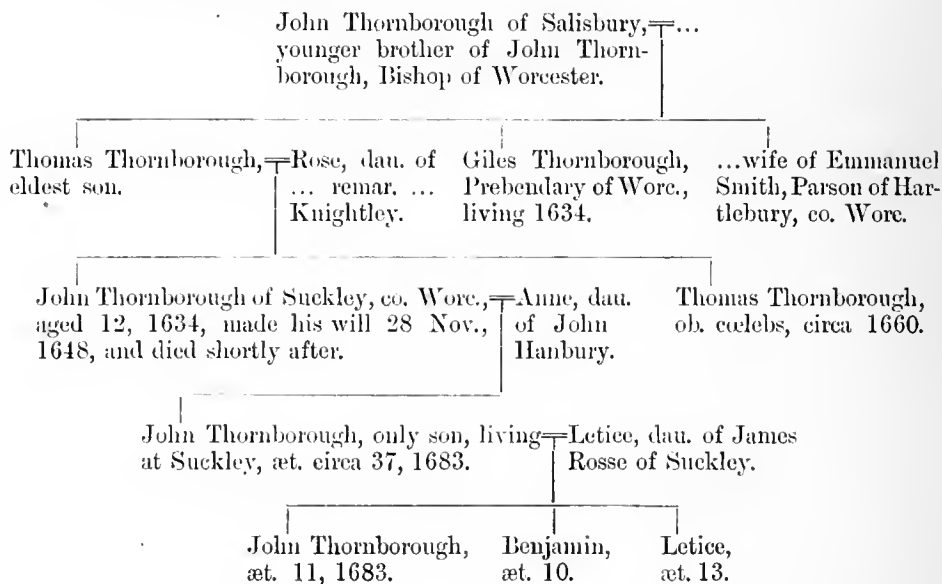 John Thornborough of Salisbury,=...
younger brother of John Thorn-
borough, Bishop of Worcester.
Thomas Thornborough,=
eldest son.
Rose, dau. of
... remar. ...
Knightley.
Giles Thornborough,
Prebendary of Worc.,
living 1634.
...wife of Emmanuel
Smith, Parson of Har-
tlebury, co. Worc.
John Thornborough of Suckley, co. Worc.,=
aged 12, 1634, made his will 28 Nov.,
1648, and died shortly after.
Anne, dau.
of John
Hanbury.
Thomas Thornborough,
ob. cœlebs, circa 1660.
John Thornborough, only son, living=
at Suckley, æt. circa 37, 1683.
Letice, dau. of James
Rosse of Suckley.
John Thornborough,
æt. 11, 1683.
Benjamin,
æt. 10.
Letice,
æt. 13.